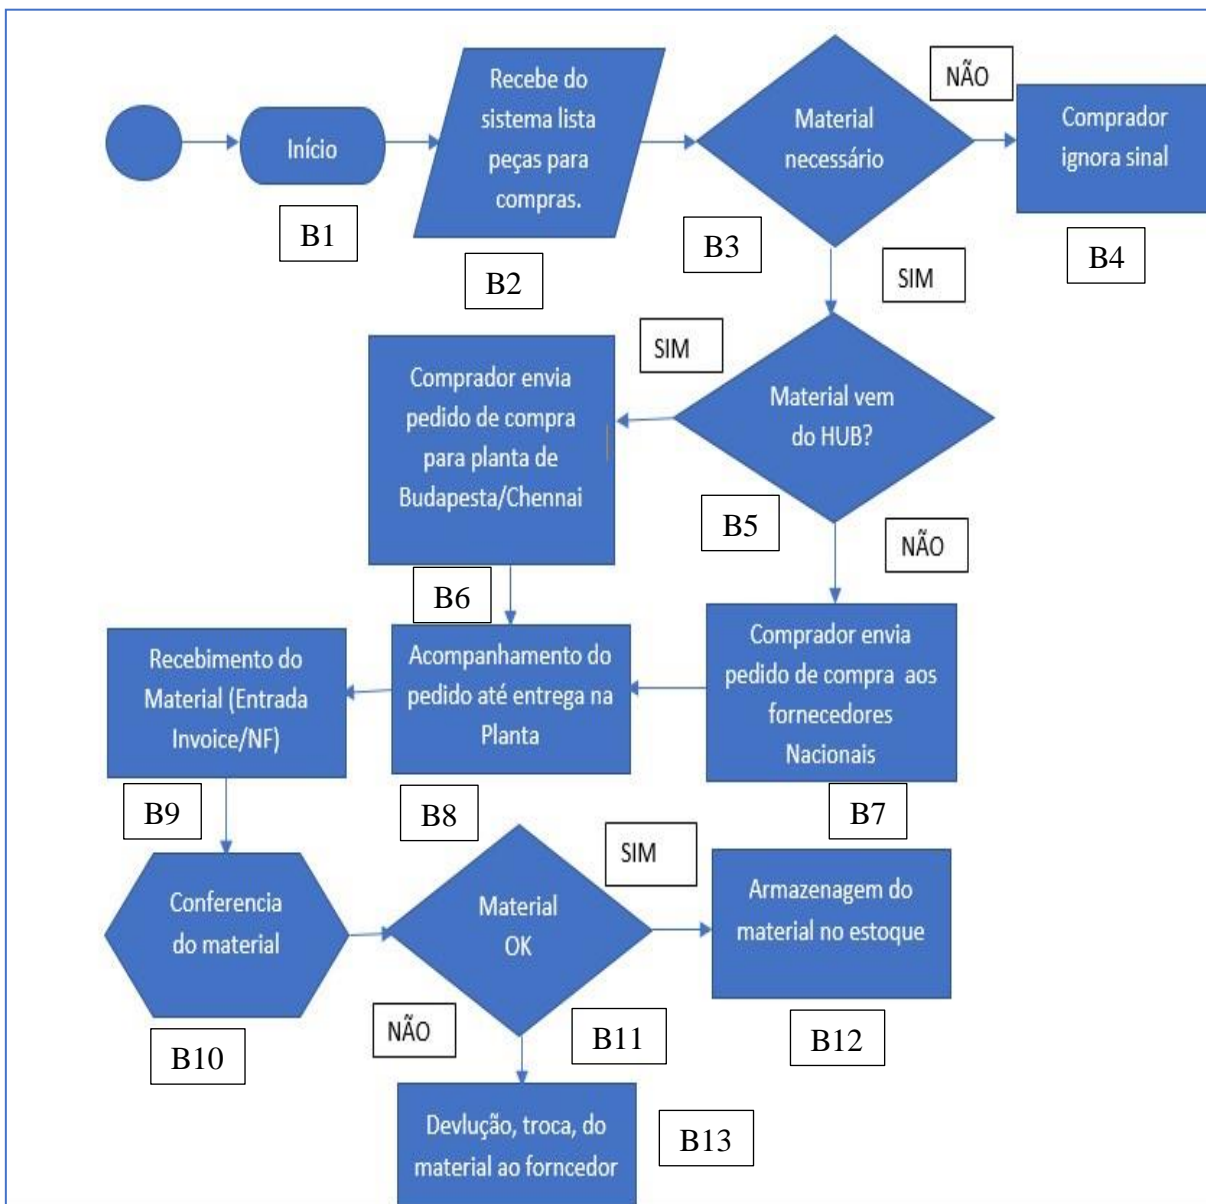 Início
B1
Recebe do
sistema lista
peças para
compras.
B2
Material
necessário
B3
NÃO
Comprador
ignora sinal
B4
SIM
Material vem
do HUB?
B5
SIM
Comprador envia
pedido de compra
para planta de
Budapesta/Chennai
B6
NÃO
Comprador envia
pedido de compra aos
fornecedores
Nacionais
B7
Acompanhamento do
pedido até entrega na
Planta
B8
Recebimento do
Material (Entrada
Invoice/NF)
B9
Conferencia
do material
B10
Material
OK
B11
SIM
Armazenagem do
material no estoque
B12
NÃO
Devlução, troca, do
material ao forncedor
B13